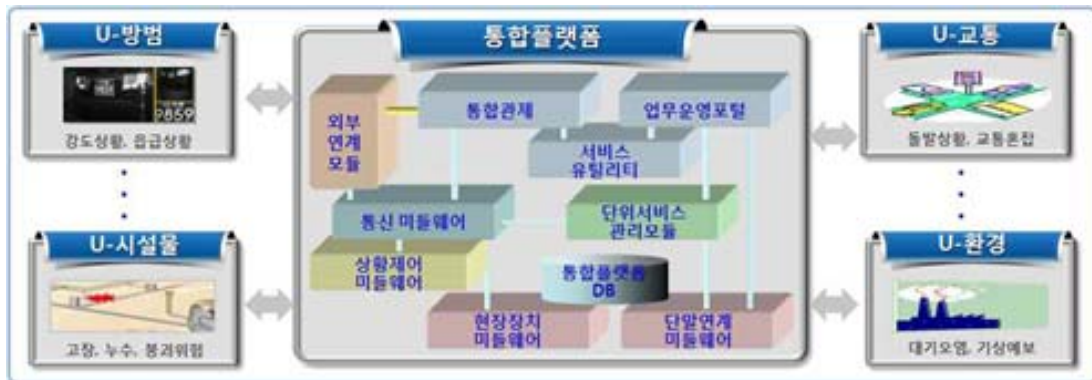 U-방범
9869
강도상황, 읍급상황
U-시설물
고장, 누수, 붕괴위험
통합플랫폼
외부
연계
모듈
통합관제
업무운영포털
서비스
유틸리티
통신 미들웨어
단위서비스
관리모듈
상황제어
미들웨어
통합플랫폼
DB
현장장치
미들웨어
단말연계
미들웨어
U-교통
돌발상황, 교통혼잡
U-환경
대기오염, 기상예보